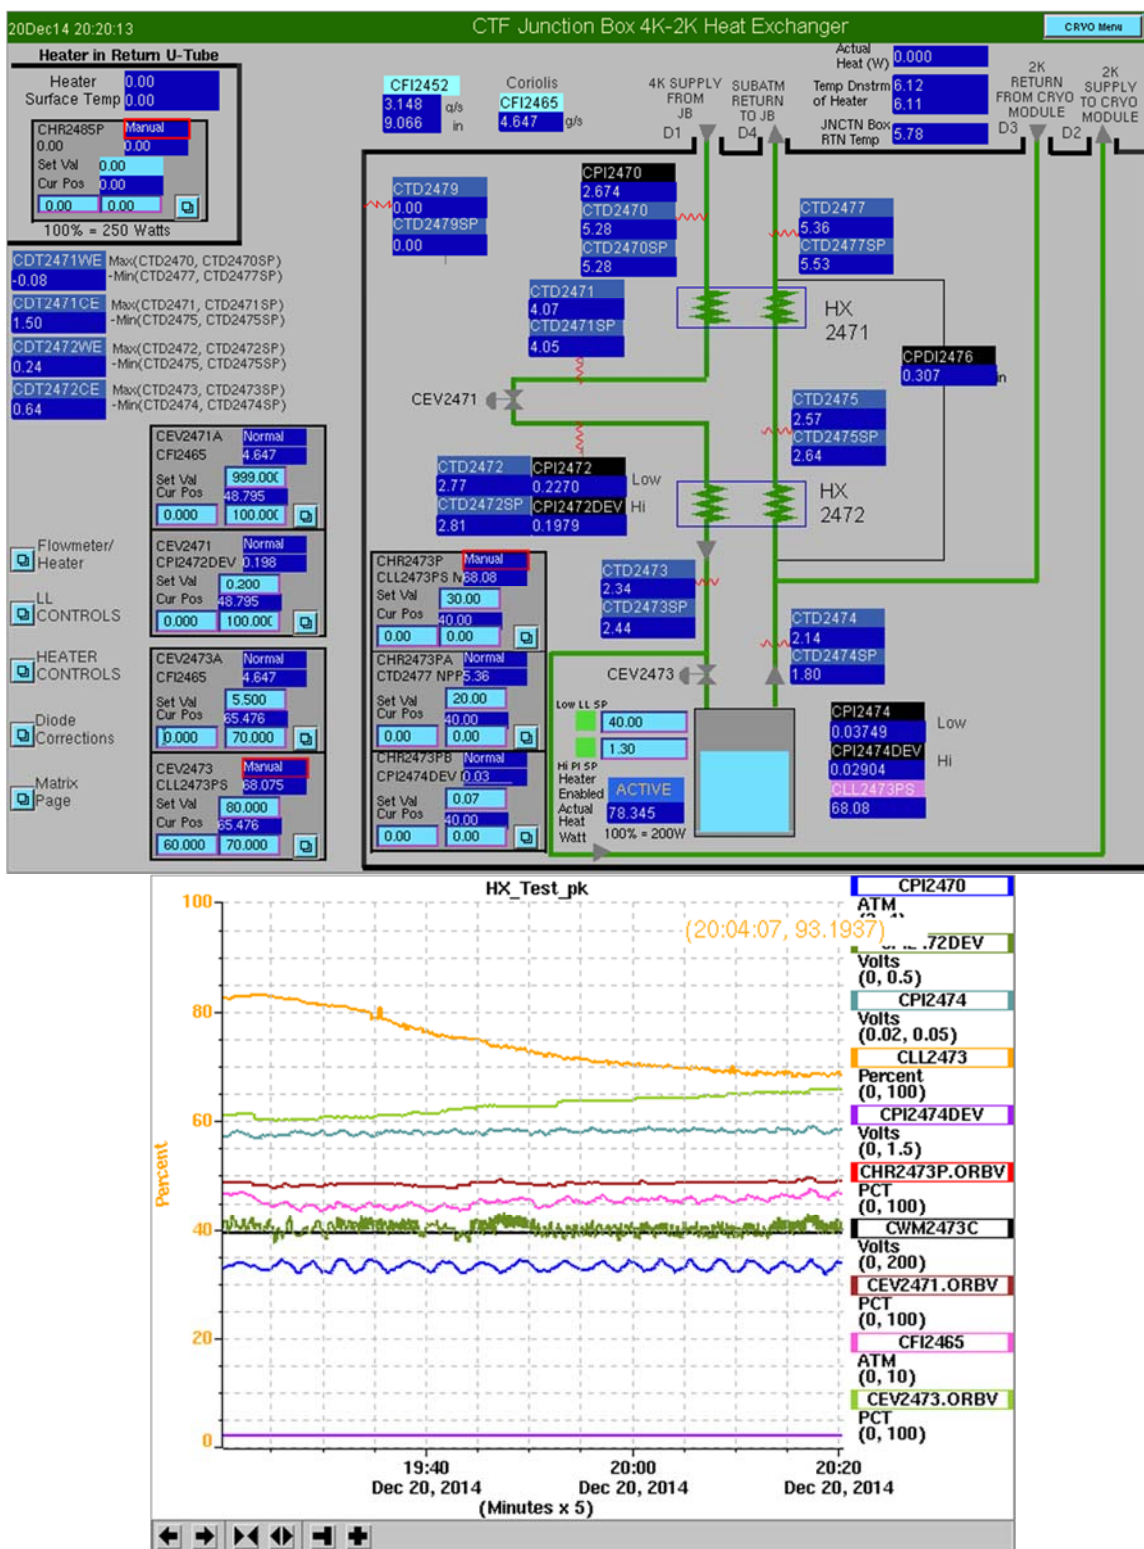 20Dec14 20:20:13
CTF Junction Box 4K-2K Heat Exchanger
CRYO Menu
Heater in Return U-Tube
Heater 0.00
Surface Temp 0.00
CHR2485P Manual
0.00 0.00
Set Val 0.00
Cur Pos 0.00
0.00 0.00
100% = 250 Watts
CFI2452
3.148 g/s
9.066 in
Coriolis
CFI2465
4.647 g/s
4K SUPPLY
FROM
JB
D1
SUBATM
RETURN
TO JB
D4
Actual
Heat (W) 0.000
Temp Dnstrm 6.12
of Heater 6.11
JNCTN Box
RTN Temp 5.78
2K
RETURN
FROM CRYO
MODULE
D3
2K
SUPPLY
TO CRYO
MODULE
D2
CTD2479
0.00
CTD2479SP
0.00
CPI2470
2.674
CTD2470
5.28
CTD2470SP
5.28
CTD2477
5.36
CTD2477SP
5.53
CDT2471WE Max(CTD2470, CTD2470SP)
-0.08 -Min(CTD2477, CTD2477SP)
CDT2471CE Max(CTD2471, CTD2471SP)
1.50 -Min(CTD2475, CTD2475SP)
CDT2472WE Max(CTD2472, CTD2472SP)
0.24 -Min(CTD2475, CTD2475SP)
CDT2472CE Max(CTD2473, CTD2473SP)
0.64 -Min(CTD2474, CTD2474SP)
CTD2471
4.07
CTD2471SP
4.05
HX
2471
CPDI2476
0.307 in
CEV2471
CTD2475
2.57
CTD2475SP
2.64
CTD2472
2.77
CTD2472SP
2.81
CPI2472
0.2270 Low
CPI2472DEV Hi
0.1979
HX
2472
CEV2471A Normal
CFI2465 4.647
Set Val 999.000
Cur Pos 48.795
0.000 100.000
CEV2471 Normal
CPI2472DEV 0.198
Set Val 0.200
Cur Pos 48.795
0.000 100.000
CEV2473A Normal
CFI2465 4.647
Set Val 5.500
Cur Pos 65.476
0.000 70.000
CEV2473 Manual
CLL2473PS 68.075
Set Val 80.000
Cur Pos 65.476
60.000 70.000
Flowmeter/
Heater
LL
CONTROLS
HEATER
CONTROLS
Diode
Corrections
Matrix
Page
CHR2473P Manual
CLL2473PS N 68.08
Set Val 30.00
Cur Pos 40.00
0.00 0.00
CHR2473PA Normal
CTD2477 NPP 5.36
Set Val 20.00
Cur Pos 40.00
0.00 0.00
CHR2473PB Normal
CPI2474DEV 0.03
Set Val 0.07
Cur Pos 40.00
0.00 0.00
CTD2473
2.34
CTD2473SP
2.44
CTD2474
2.14
CTD2474SP
1.80
CEV2473
Low LL SP
40.00
1.30
Hi PI SP
Heater
Enabled ACTIVE
Actual
Heat 78.345
Watt 100% = 200W
CPI2474
0.03749 Low
CPI2474DEV
0.02904 Hi
CLL2473PS
68.08
HX_Test_pk
(20:04:07, 93.1937)
100
80
60
40
20
0
Percent
19:40
Dec 20, 2014
20:00
Dec 20, 2014
20:20
Dec 20, 2014
(Minutes x 5)
CPI2470
ATM
Volts
(0, 0.5)
CPI2474
Volts
(0.02, 0.05)
CLL2473
Percent
(0, 100)
CPI2474DEV
Volts
(0, 1.5)
CHR2473P.ORBV
PCT
(0, 100)
CWM2473C
Volts
(0, 200)
CEV2471.ORBV
PCT
(0, 100)
CFI2465
ATM
(0, 10)
CEV2473.ORBV
PCT
(0, 100)